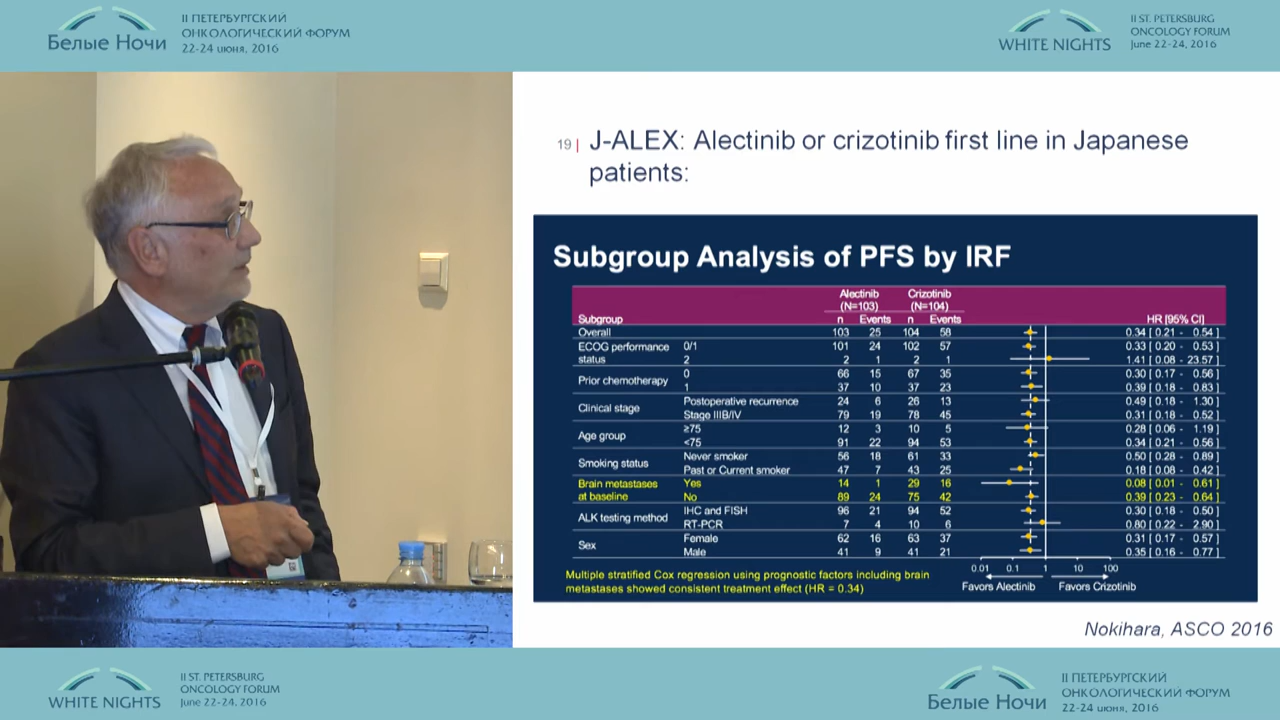 Белые Ночи
II ПЕТЕРБУРГСКИЙ
ОНКОЛОГИЧЕСКИЙ ФОРУМ
22-24 июня, 2016
WHITE NIGHTS
II ST. PETERSBURG
ONCOLOGY FORUM
June 22-24, 2016
19 | J-ALEX: Alectinib or crizotinib first line in Japanese
patients:
Subgroup Analysis of PFS by IRF
Alectinib Crizotinib
(N=103) (N=104)
Subgroup n Events n Events HR [95% CI]
Overall 103 25 104 58 0.34 [ 0.21 - 0.54 ]
ECOG performance 0/1 101 24 102 57 0.33 [ 0.20 - 0.53 ]
status 2 2 1 2 1 1.41 [ 0.08 - 23.57 ]
Prior chemotherapy 0 66 15 67 35 0.30 [ 0.17 - 0.56 ]
1 37 10 37 23 0.39 [ 0.18 - 0.83 ]
Clinical stage Postoperative recurrence 24 6 26 13 0.49 [ 0.18 - 1.30 ]
Stage IIIB/IV 79 19 78 45 0.31 [ 0.18 - 0.52 ]
Age group ≥75 12 3 10 5 0.28 [ 0.06 - 1.19 ]
<75 91 22 94 53 0.34 [ 0.21 - 0.56 ]
Smoking status Never smoker 56 18 61 33 0.50 [ 0.28 - 0.89 ]
Past or Current smoker 47 7 43 25 0.18 [ 0.08 - 0.42 ]
Brain metastases Yes 14 1 29 16 0.08 [ 0.01 - 0.61 ]
at baseline No 89 24 75 42 0.39 [ 0.23 - 0.64 ]
ALK testing method IHC and FISH 96 21 94 52 0.30 [ 0.18 - 0.50 ]
RT-PCR 7 4 10 6 0.80 [ 0.22 - 2.90 ]
Sex Female 62 16 63 37 0.31 [ 0.17 - 0.57 ]
Male 41 9 41 21 0.35 [ 0.16 - 0.77 ]
0.01 0.1 1 10 100
Favors Alectinib Favors Crizotinib
Multiple stratified Cox regression using prognostic factors including brain
metastases showed consistent treatment effect (HR = 0.34)
Nokihara, ASCO 2016
WHITE NIGHTS
II ST. PETERSBURG
ONCOLOGY FORUM
June 22-24, 2016
Белые Ночи
II ПЕТЕРБУРГСКИЙ
ОНКОЛОГИЧЕСКИЙ ФОРУМ
22-24 июня, 2016